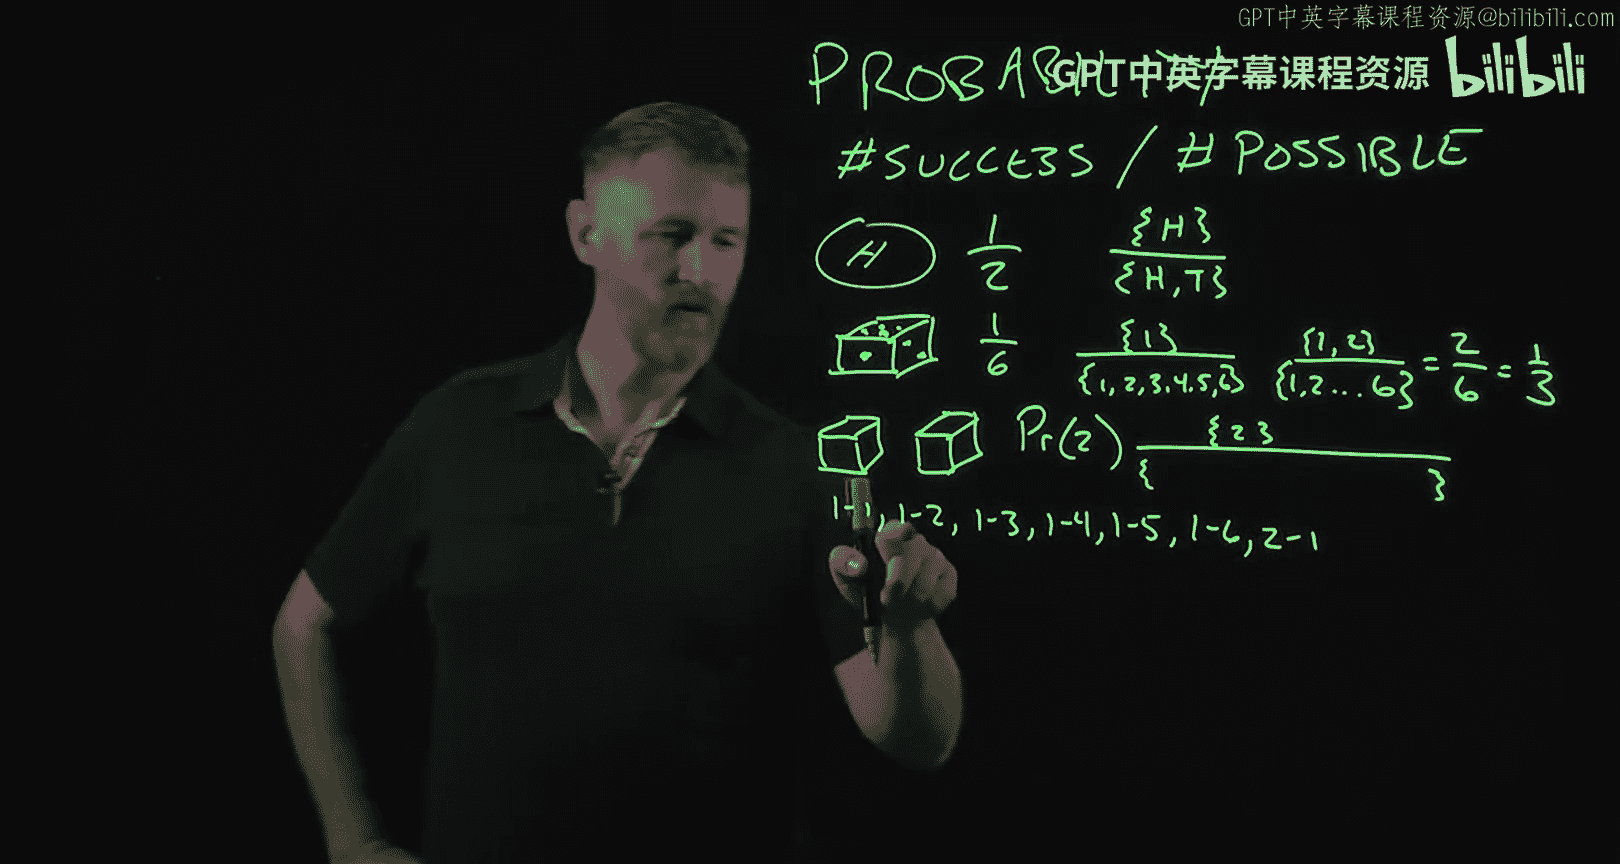 GPT中英字幕课程资源@bilibili.com
PROBABILITY
GPT中英字幕课程资源 bilibili
#SUCCESS / #POSSIBLE
H 1/2 {H}/{H,T}
1/6 {1}/{1,2,3.4.5,6} {1,2}/{1,2...6} = 2/6 = 1/3
Pr(2) {2}/{ }
1-1, 1-2, 1-3, 1-4, 1-5, 1-6, 2-1